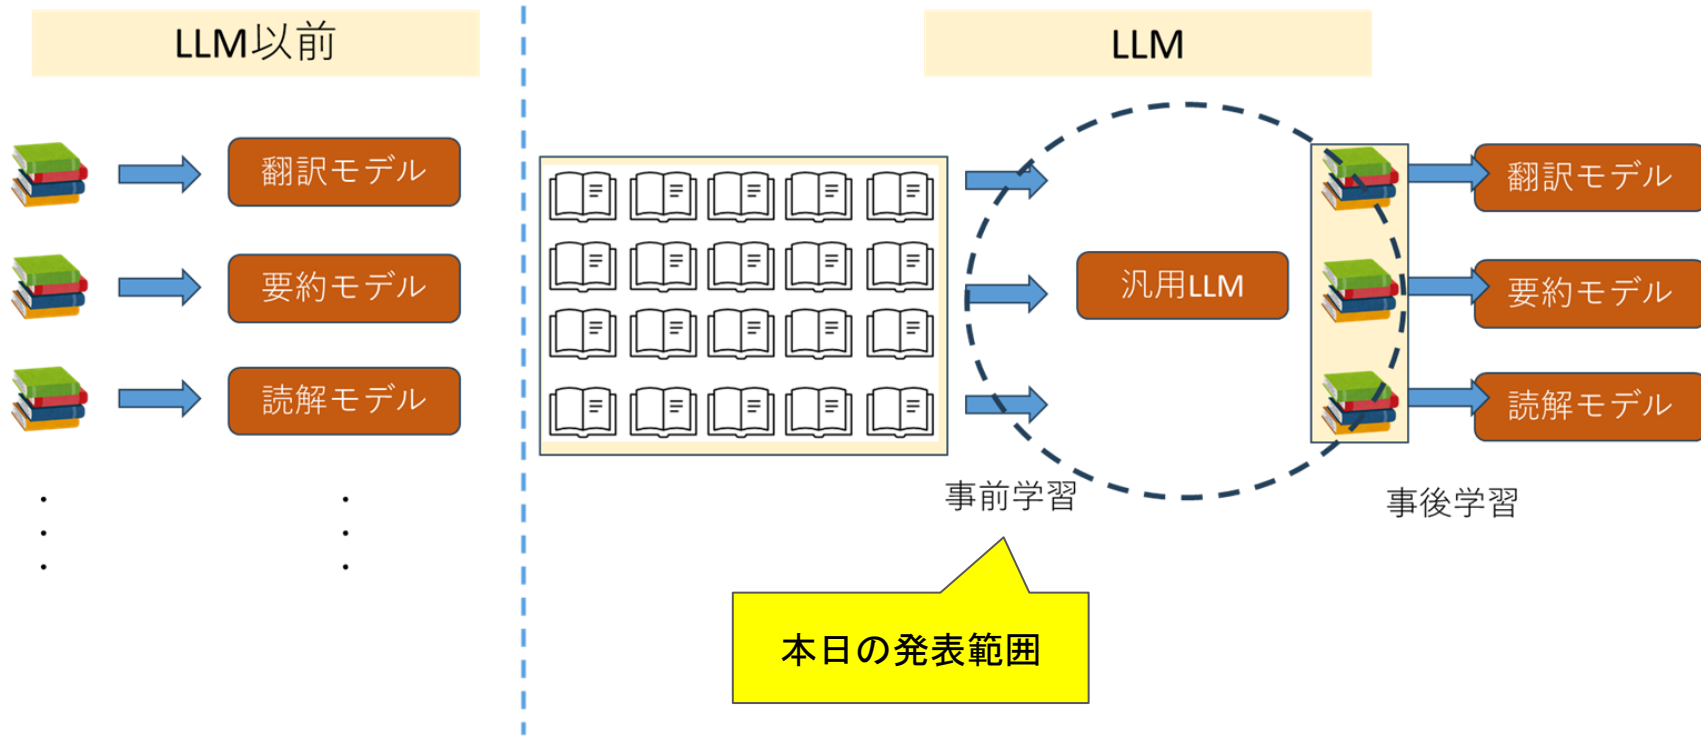 LLM以前
翻訳モデル
要約モデル
読解モデル
・
・
・
・
・
・
LLM
汎用LLM
翻訳モデル
要約モデル
読解モデル
事前学習
事後学習
本日の発表範囲